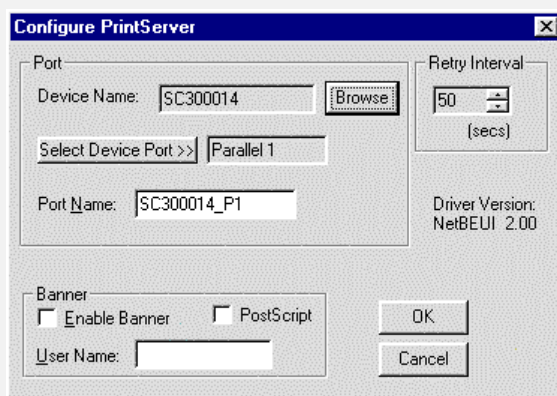 Configure PrintServer
Port
Device Name: SC300014 Browse
Select Device Port >> Parallel 1
Port Name: SC300014_P1
Retry Interval
50
(secs)
Driver Version:
NetBEUI 2.00
Banner
Enable Banner PostScript
User Name:
OK
Cancel